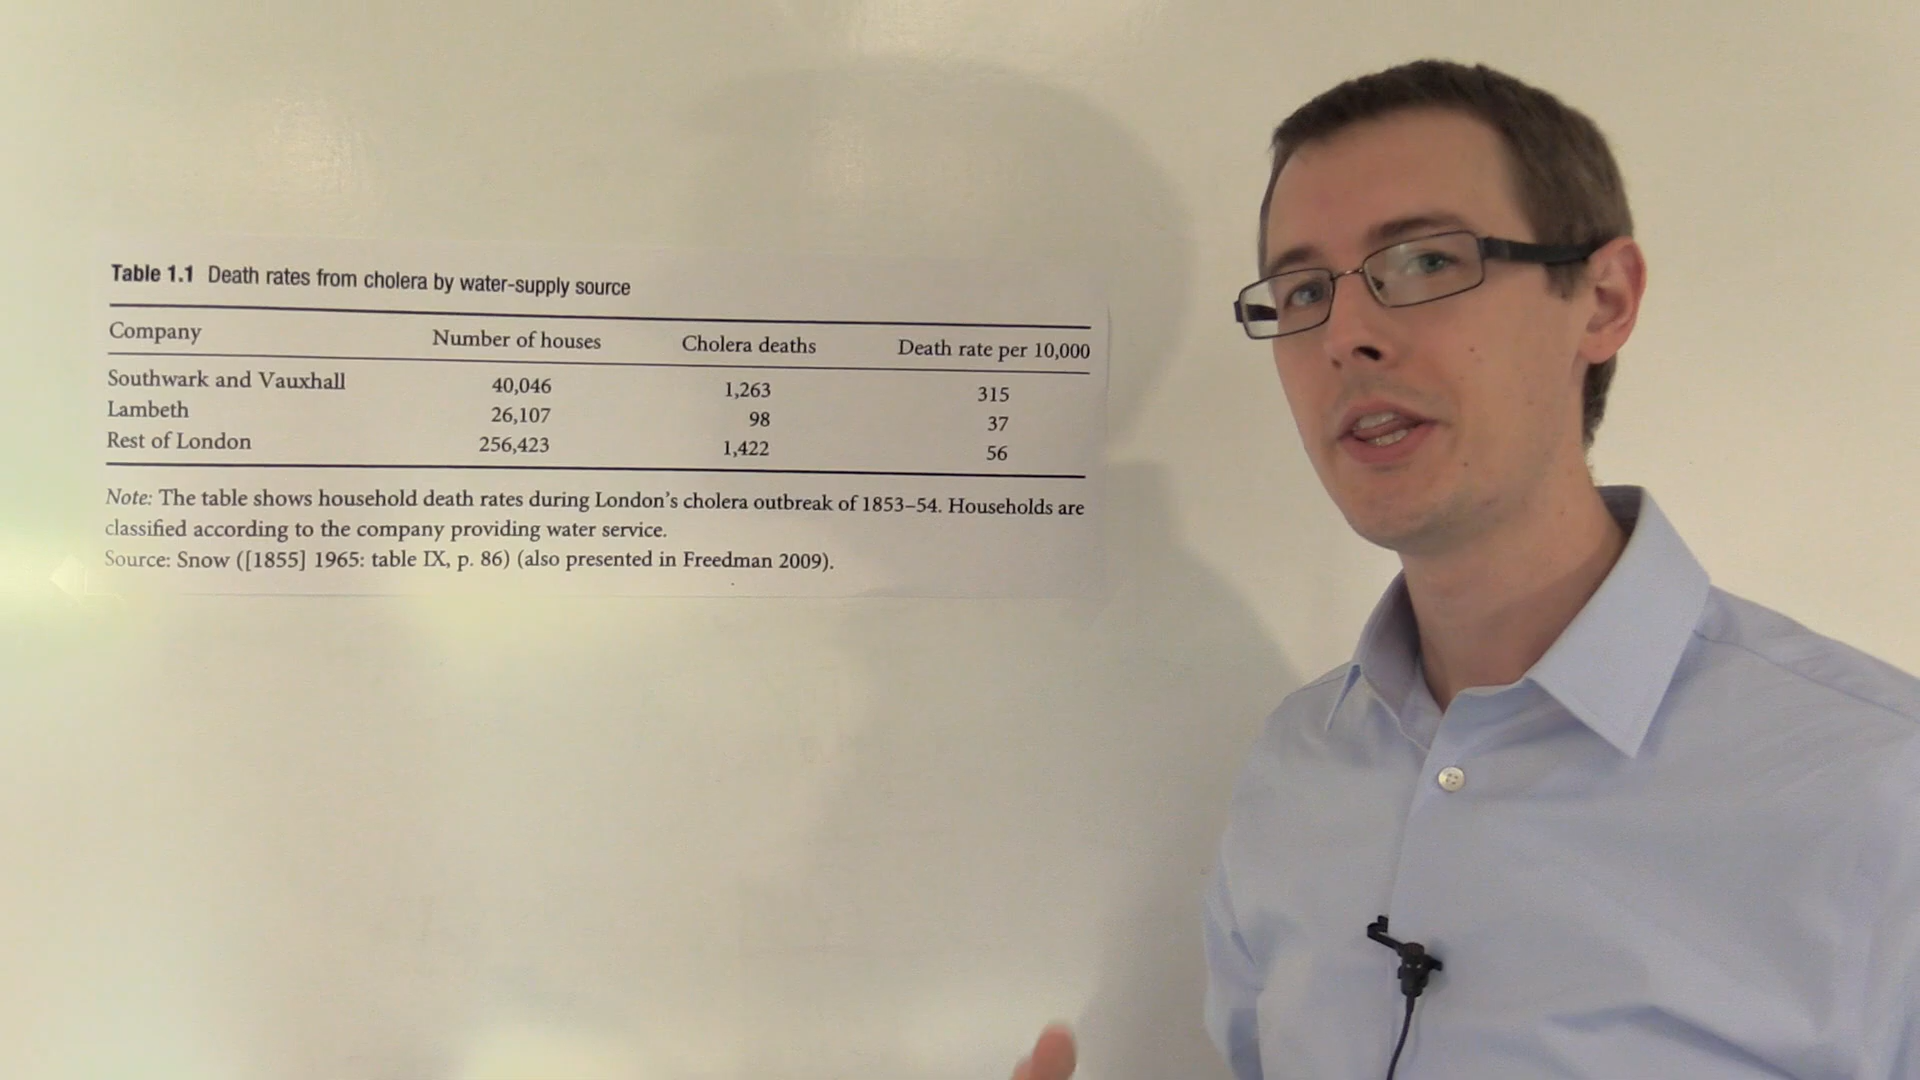 Table 1.1 Death rates from cholera by water-supply source
Company Number of houses Cholera deaths Death rate per 10,000
Southwark and Vauxhall 40,046 1,263 315
Lambeth 26,107 98 37
Rest of London 256,423 1,422 56
Note: The table shows household death rates during London's cholera outbreak of 1853–54. Households are
classified according to the company providing water service.
Source: Snow ([1855] 1965: table IX, p. 86) (also presented in Freedman 2009).